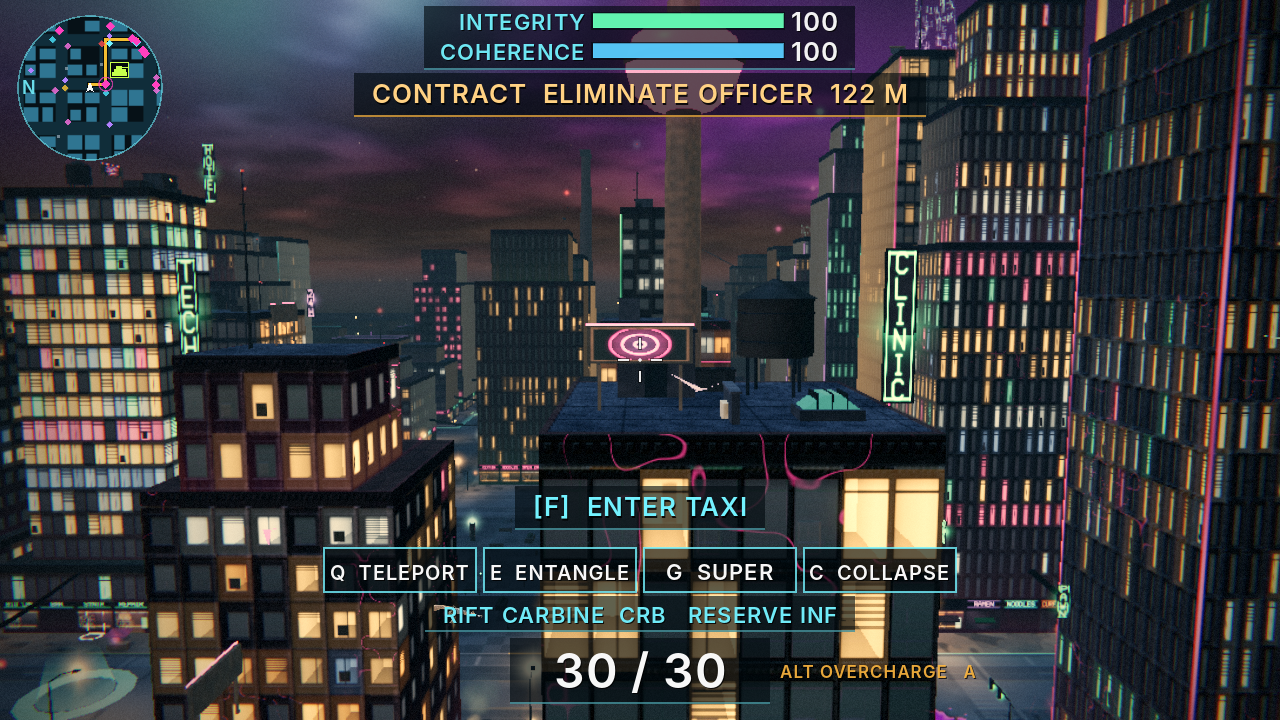 INTEGRITY 100
COHERENCE 100
CONTRACT ELIMINATE OFFICER 122 M
N
HOTEL
TECH
CLINIC
[F] ENTER TAXI
Q TELEPORT
E ENTANGLE
G SUPER
C COLLAPSE
RIFT CARBINE CRB RESERVE INF
RAMEN NOODLES
30 / 30
ALT OVERCHARGE A